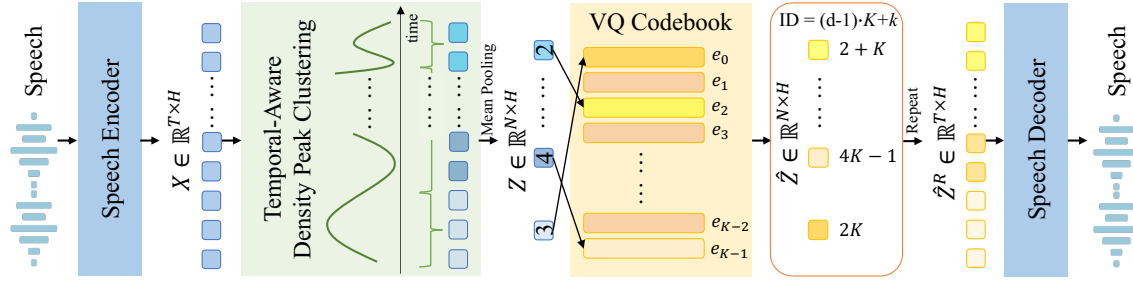 Speech
Speech Encoder
X ∈ ℝ^{T×H}
......
Temporal-Aware
Density Peak Clustering
...... ......
time
......
Mean Pooling
Z ∈ ℝ^{N×H}
2
......
4
3
VQ Codebook
e_0
e_1
e_2
e_3
......
e_{K-2}
e_{K-1}
Ẑ ∈ ℝ^{N×H}
ID = (d-1)·K+k
2 + K
......
4K − 1
2K
Repeat
Ẑ^R ∈ ℝ^{T×H}
......
Speech Decoder
Speech